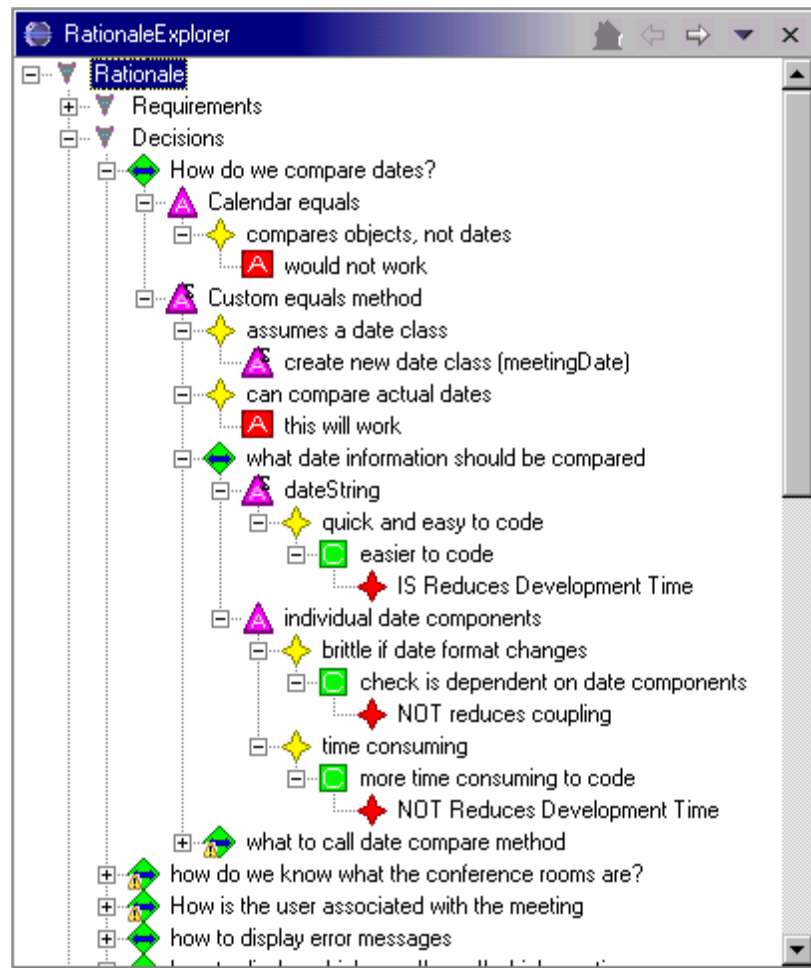 RationaleExplorer
Rationale
Requirements
Decisions
How do we compare dates?
A Calendar equals
compares objects, not dates
A would not work
A S Custom equals method
assumes a date class
A S create new date class (meetingDate)
can compare actual dates
A this will work
what date information should be compared
A S dateString
quick and easy to code
C easier to code
IS Reduces Development Time
A individual date components
brittle if date format changes
C check is dependent on date components
NOT reduces coupling
time consuming
C more time consuming to code
NOT Reduces Development Time
what to call date compare method
how do we know what the conference rooms are?
How is the user associated with the meeting
how to display error messages